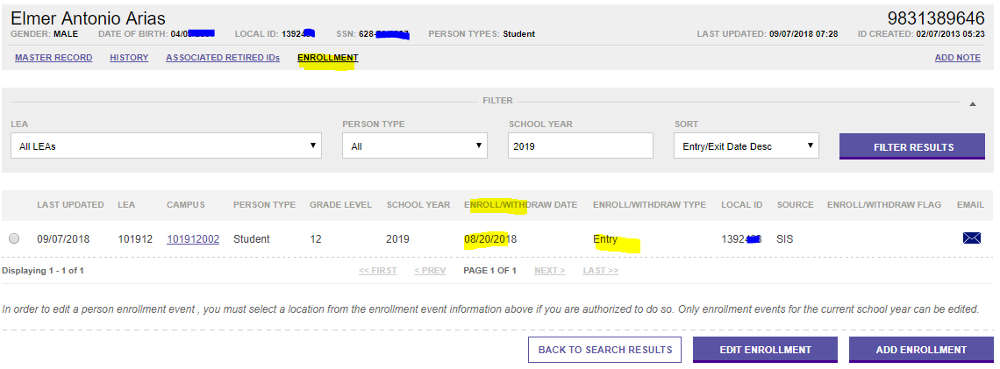 Elmer Antonio Arias 9831389646
GENDER: MALE DATE OF BIRTH: 04/0 LOCAL ID: 1392 SSN: 628- PERSON TYPES: Student LAST UPDATED: 09/07/2018 07:28 ID CREATED: 02/07/2013 05:23
MASTER RECORD HISTORY ASSOCIATED RETIRED IDs ENROLLMENT ADD NOTE
FILTER
LEA PERSON TYPE SCHOOL YEAR SORT
All LEAs All 2019 Entry/Exit Date Desc FILTER RESULTS
LAST UPDATED LEA CAMPUS PERSON TYPE GRADE LEVEL SCHOOL YEAR ENROLL/WITHDRAW DATE ENROLL/WITHDRAW TYPE LOCAL ID SOURCE ENROLL/WITHDRAW FLAG EMAIL
09/07/2018 101912 101912002 Student 12 2019 08/20/2018 Entry 1392 SIS
Displaying 1 - 1 of 1 << FIRST < PREV PAGE 1 OF 1 NEXT > LAST >>
In order to edit a person enrollment event , you must select a location from the enrollment event information above if you are authorized to do so. Only enrollment events for the current school year can be edited.
BACK TO SEARCH RESULTS EDIT ENROLLMENT ADD ENROLLMENT